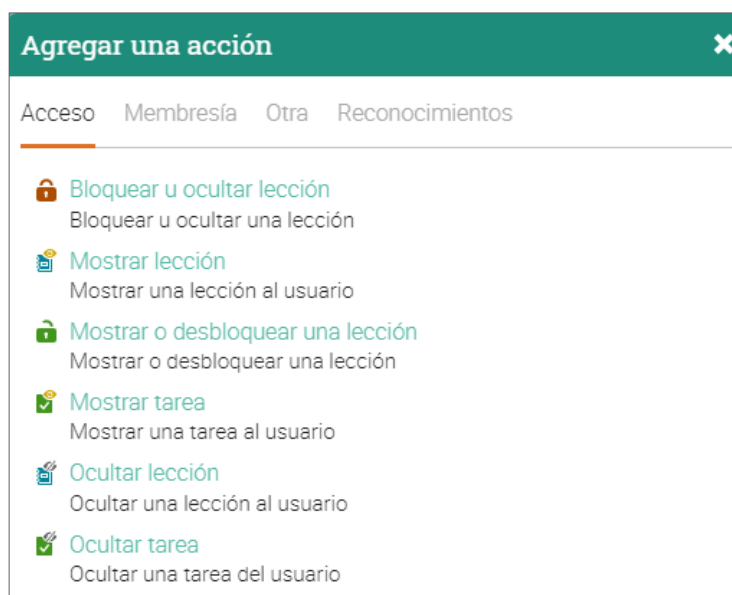 Agregar una acción
Acceso Membresía Otra Reconocimientos
Bloquear u ocultar lección
Bloquear u ocultar una lección
Mostrar lección
Mostrar una lección al usuario
Mostrar o desbloquear una lección
Mostrar o desbloquear una lección
Mostrar tarea
Mostrar una tarea al usuario
Ocultar lección
Ocultar una lección al usuario
Ocultar tarea
Ocultar una tarea del usuario